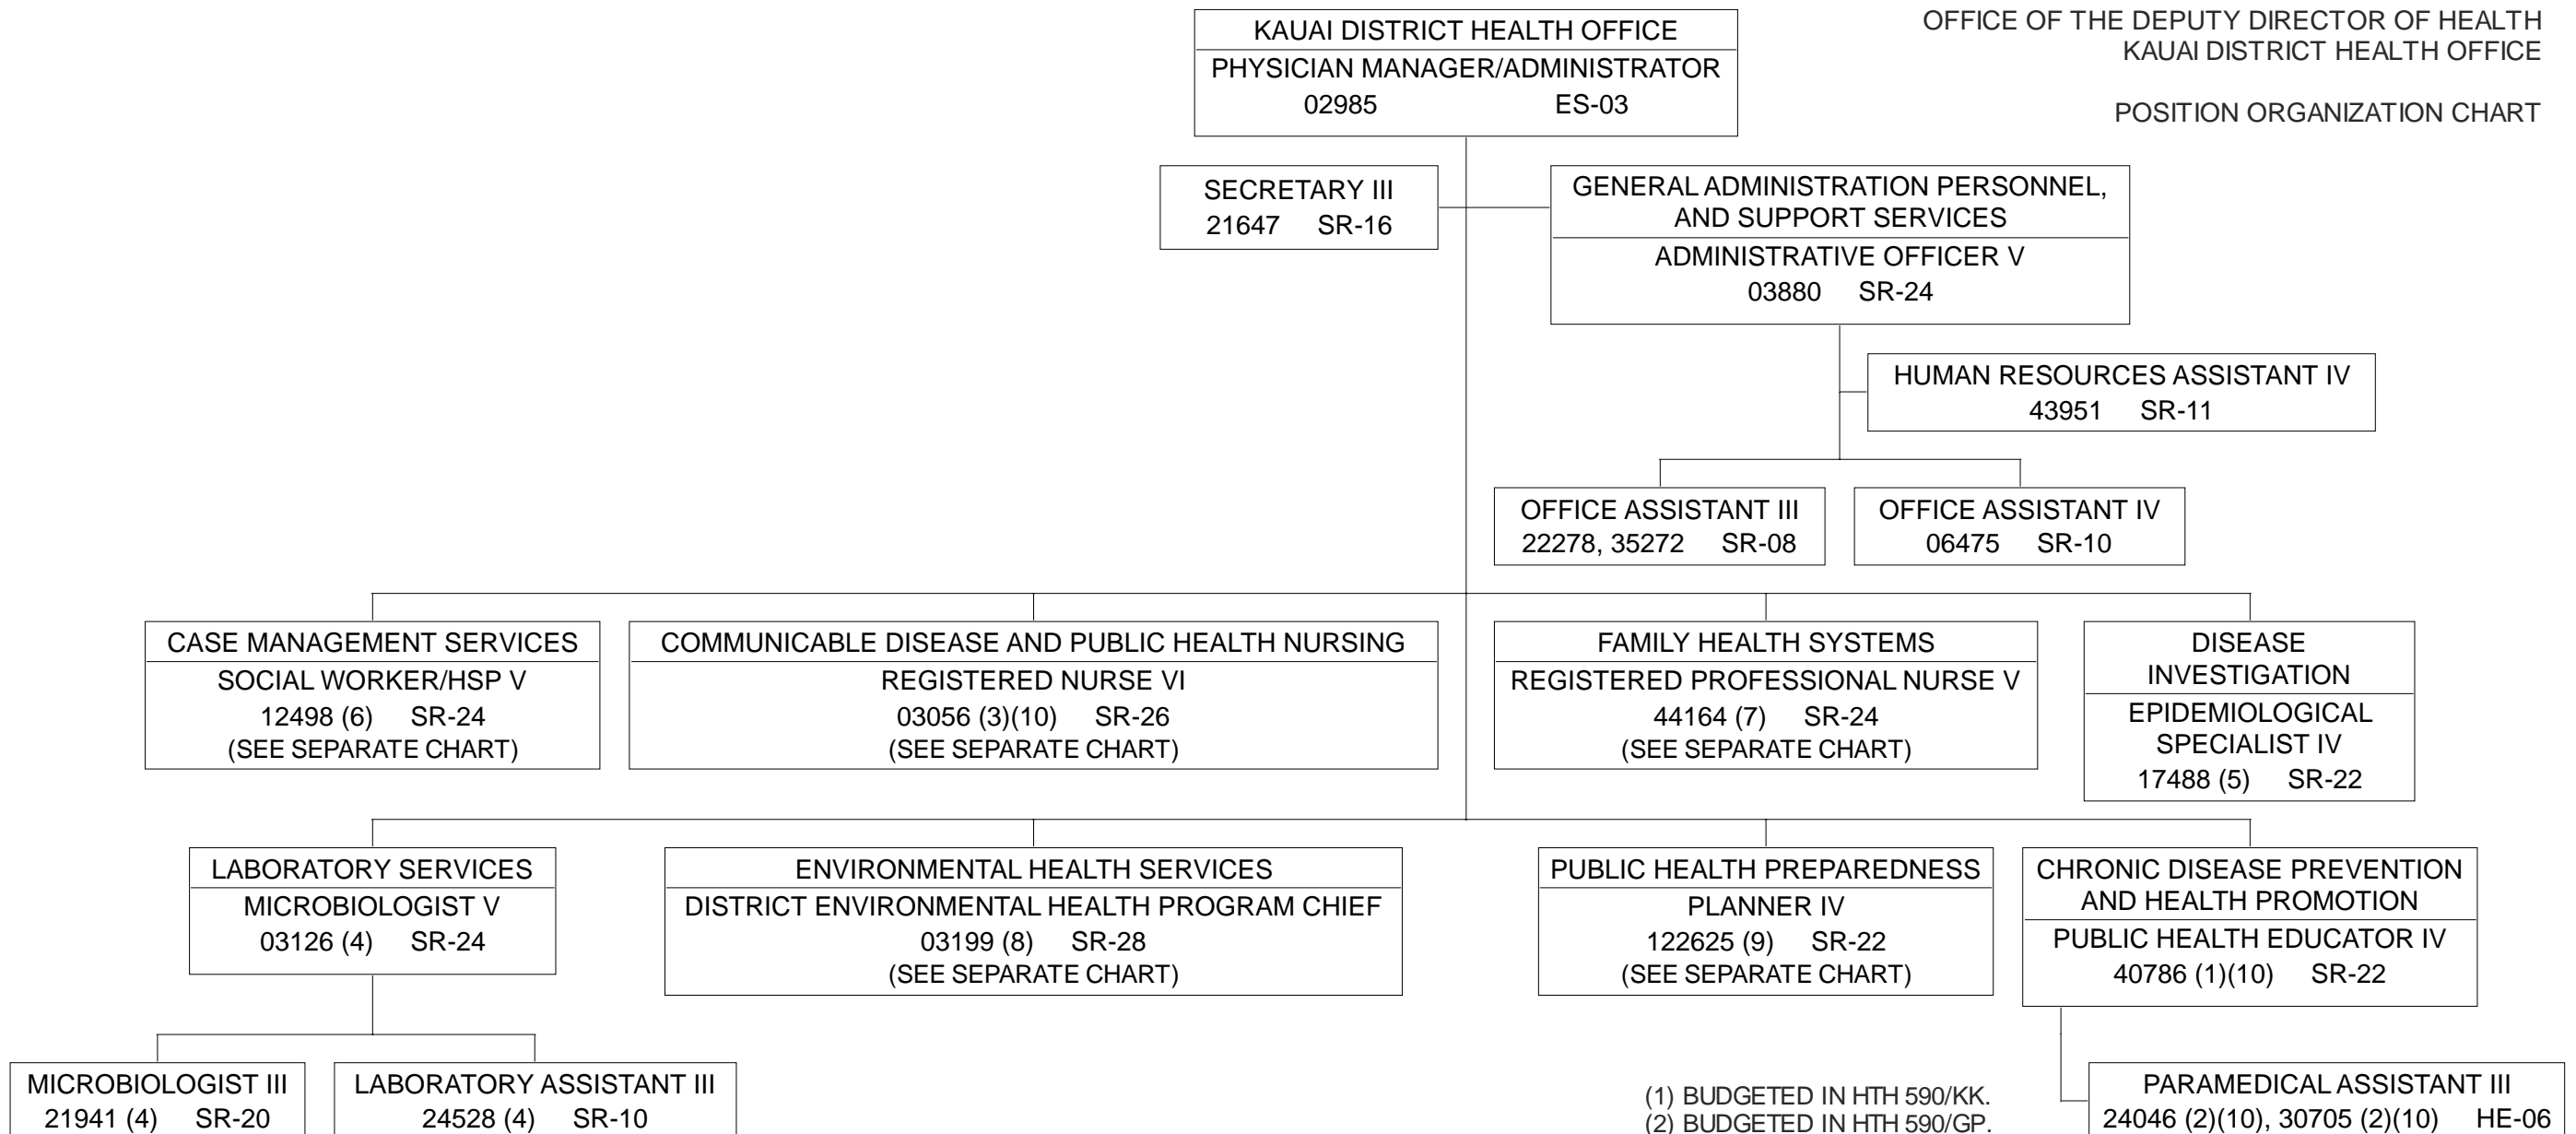 OFFICE OF THE DEPUTY DIRECTOR OF HEALTH
KAUAI DISTRICT HEALTH OFFICE
POSITION ORGANIZATION CHART
KAUAI DISTRICT HEALTH OFFICE
PHYSICIAN MANAGER/ADMINISTRATOR
02985 ES-03
SECRETARY III
21647 SR-16
GENERAL ADMINISTRATION PERSONNEL,
AND SUPPORT SERVICES
ADMINISTRATIVE OFFICER V
03880 SR-24
HUMAN RESOURCES ASSISTANT IV
43951 SR-11
OFFICE ASSISTANT III
22278, 35272 SR-08
OFFICE ASSISTANT IV
06475 SR-10
CASE MANAGEMENT SERVICES
SOCIAL WORKER/HSP V
12498 (6) SR-24
(SEE SEPARATE CHART)
COMMUNICABLE DISEASE AND PUBLIC HEALTH NURSING
REGISTERED NURSE VI
03056 (3)(10) SR-26
(SEE SEPARATE CHART)
FAMILY HEALTH SYSTEMS
REGISTERED PROFESSIONAL NURSE V
44164 (7) SR-24
(SEE SEPARATE CHART)
DISEASE
INVESTIGATION
EPIDEMIOLOGICAL
SPECIALIST IV
17488 (5) SR-22
LABORATORY SERVICES
MICROBIOLOGIST V
03126 (4) SR-24
ENVIRONMENTAL HEALTH SERVICES
DISTRICT ENVIRONMENTAL HEALTH PROGRAM CHIEF
03199 (8) SR-28
(SEE SEPARATE CHART)
PUBLIC HEALTH PREPAREDNESS
PLANNER IV
122625 (9) SR-22
(SEE SEPARATE CHART)
CHRONIC DISEASE PREVENTION
AND HEALTH PROMOTION
PUBLIC HEALTH EDUCATOR IV
40786 (1)(10) SR-22
MICROBIOLOGIST III
21941 (4) SR-20
LABORATORY ASSISTANT III
24528 (4) SR-10
(1) BUDGETED IN HTH 590/KK.
(2) BUDGETED IN HTH 590/GP.
PARAMEDICAL ASSISTANT III
24046 (2)(10), 30705 (2)(10) HE-06